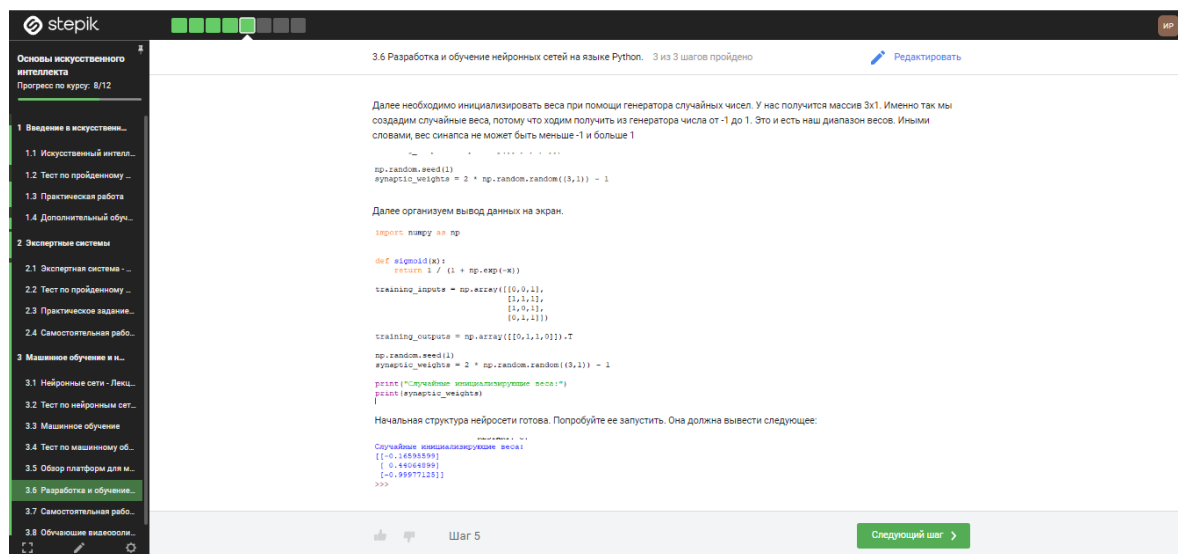 stepik
ИР
Основы искусственного
интеллекта
Прогресс по курсу: 8/12
1 Введение в искусственн...
1.1 Искусственный интелл...
1.2 Тест по пройденному ...
1.3 Практическая работа
1.4 Дополнительный обуч...
2 Экспертные системы
2.1 Экспертная система - ...
2.2 Тест по пройденному ...
2.3 Практическое задание...
2.4 Самостоятельная рабо...
3 Машинное обучение и н...
3.1 Нейронные сети - Лекц...
3.2 Тест по нейронным сет...
3.3 Машинное обучение
3.4 Тест по машинному об...
3.5 Обзор платформ для м...
3.6 Разработка и обучение...
3.7 Самостоятельная рабо...
3.8 Обучающие видеороли...
3.6 Разработка и обучение нейронных сетей на языке Python. 3 из 3 шагов пройдено
Редактировать
Далее необходимо инициализировать веса при помощи генератора случайных чисел. У нас получится массив 3x1. Именно так мы
создадим случайные веса, потому что ходим получить из генератора числа от -1 до 1. Это и есть наш диапазон весов. Иными
словами, вес синапса не может быть меньше -1 и больше 1
np.random.seed(1)
synaptic_weights = 2 * np.random.random((3,1)) - 1
Далее организуем вывод данных на экран.
import numpy as np
def sigmoid(x):
return 1 / (1 + np.exp(-x))
training_inputs = np.array([[0,0,1],
[1,1,1],
[1,0,1],
[0,1,1]])
training_outputs = np.array([[0,1,1,0]]).T
np.random.seed(1)
synaptic_weights = 2 * np.random.random((3,1)) - 1
print("Случайные инициализирующие веса:")
print(synaptic_weights)
Начальная структура нейросети готова. Попробуйте ее запустить. Она должна вывести следующее:
Случайные инициализирующие веса:
[[-0.16595599]
[ 0.44064899]
[-0.99977125]]
>>>
Шаг 5
Следующий шаг